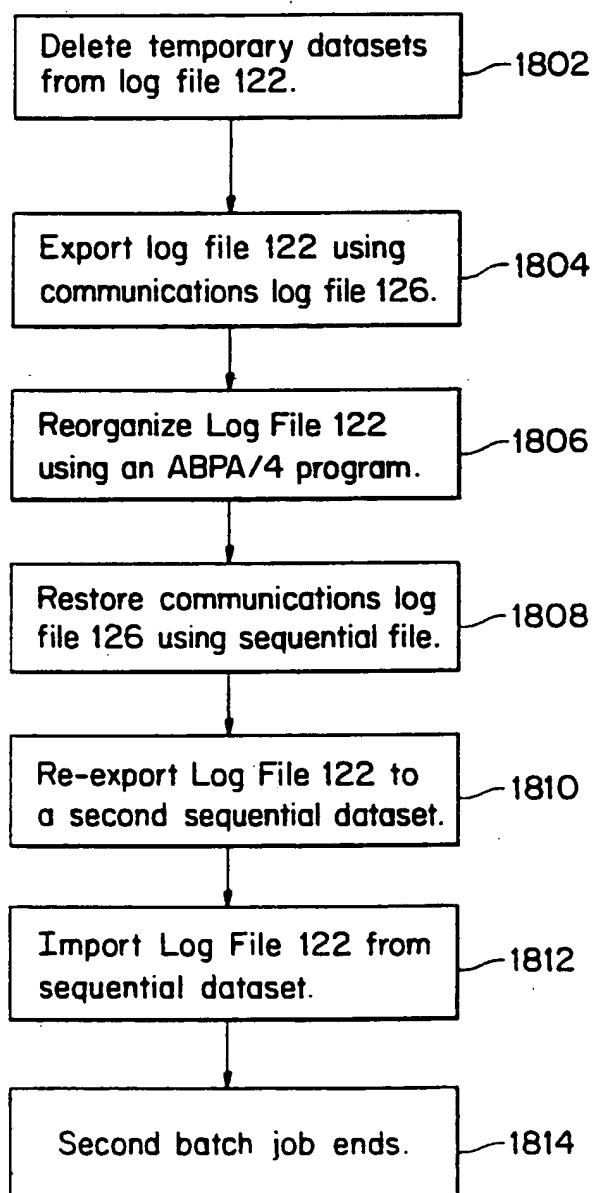 Delete temporary datasets
from log file 122.
1802
Export log file 122 using
communications log file 126.
1804
Reorganize Log File 122
using an ABPA/4 program.
1806
Restore communications log
file 126 using sequential file.
1808
Re-export Log File 122 to
a second sequential dataset.
1810
Import Log File 122 from
sequential dataset.
1812
Second batch job ends.
1814